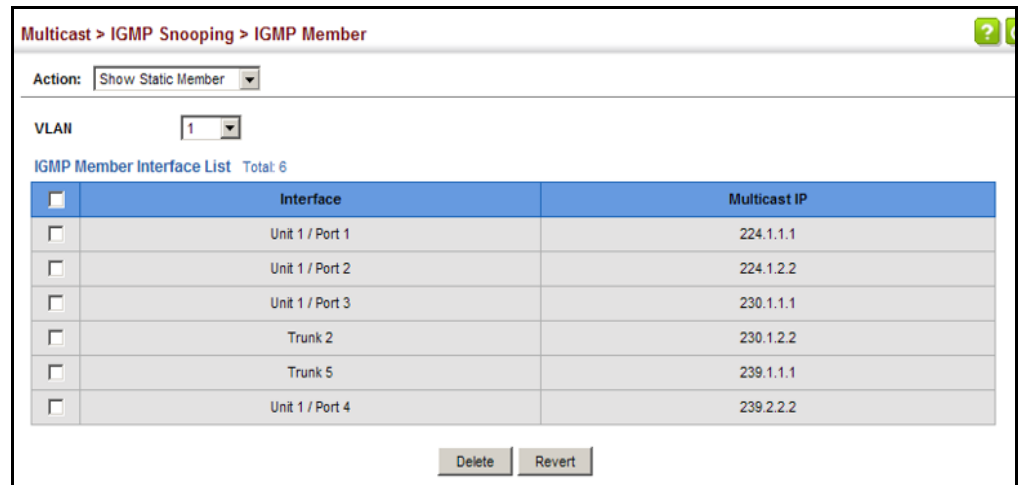 Multicast > IGMP Snooping > IGMP Member
?
Action: Show Static Member
VLAN 1
IGMP Member Interface List Total: 6
Interface Multicast IP
Unit 1 / Port 1 224.1.1.1
Unit 1 / Port 2 224.1.2.2
Unit 1 / Port 3 230.1.1.1
Trunk 2 230.1.2.2
Trunk 5 239.1.1.1
Unit 1 / Port 4 239.2.2.2
Delete Revert